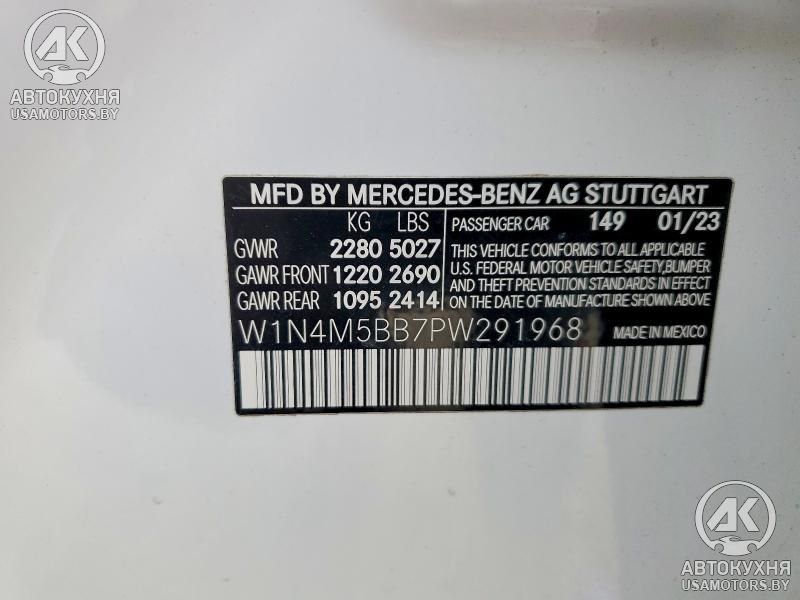 AK
АВТОКУХНЯ
USAMOTORS.BY
MFD BY MERCEDES-BENZ AG STUTTGART
KG LBS PASSENGER CAR 149 01/23
GVWR 2280 5027
GAWR FRONT 1220 2690
GAWR REAR 1095 2414
THIS VEHICLE CONFORMS TO ALL APPLICABLE
U.S. FEDERAL MOTOR VEHICLE SAFETY,BUMPER
AND THEFT PREVENTION STANDARDS IN EFFECT
ON THE DATE OF MANUFACTURE SHOWN ABOVE.
W1N4M5BB7PW291968 MADE IN MEXICO
AK
АВТОКУХНЯ
USAMOTORS.BY